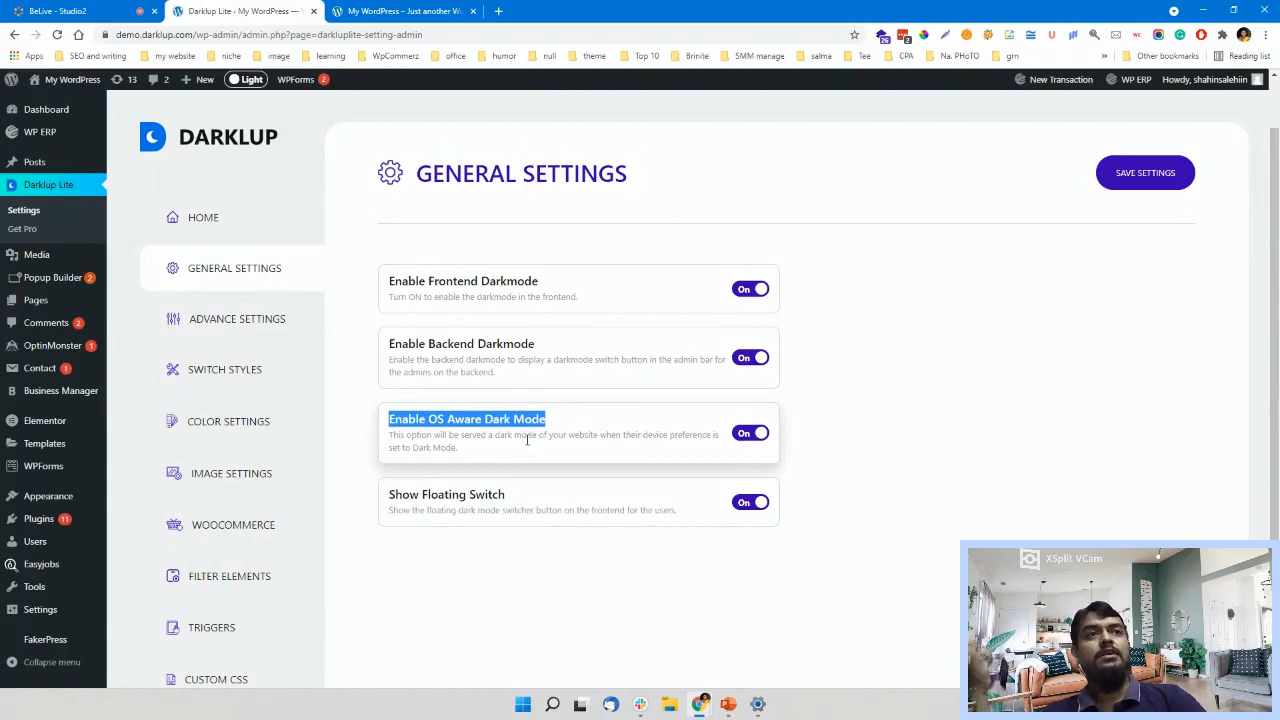 BeLive - Studio2
Darklup Lite ‹ My WordPress —
My WordPress – Just another Wo
demo.darklup.com/wp-admin/admin.php?page=darkluplite-setting-admin
Apps
SEO and writing
niche
my website
image
learning
WpCommerz
office
humor
null
theme
Top 10
Brinite
SMM manage
salma
Tee
CPA
Na, PHoTO
grn
Other bookmarks
Reading list
My WordPress
13
2
New
Light
WPForms 2
New Transaction
WP ERP
Howdy, shahinsalehin
Dashboard
WP ERP
Posts
Darklup Lite
Settings
Get Pro
Media
Popup Builder 2
Pages
Comments 2
OptinMonster 1
Contact 1
Business Manager
Elementor
Templates
WPForms
Appearance
Plugins 11
Users
Easyjobs
Tools
Settings
FakerPress
Collapse menu
DARKLUP
HOME
GENERAL SETTINGS
ADVANCE SETTINGS
SWITCH STYLES
COLOR SETTINGS
IMAGE SETTINGS
WOOCOMMERCE
FILTER ELEMENTS
TRIGGERS
CUSTOM CSS
GENERAL SETTINGS
SAVE SETTINGS
Enable Frontend Darkmode
Turn ON to enable the darkmode in the frontend.
On
Enable Backend Darkmode
Enable the backend darkmode to display a darkmode switch button in the admin bar for
the admins on the backend.
On
Enable OS Aware Dark Mode
This option will be served a dark mode of your website when their device preference is
set to Dark Mode.
On
Show Floating Switch
Show the floating dark mode switcher button on the frontend for the users.
On
XSplit VCam